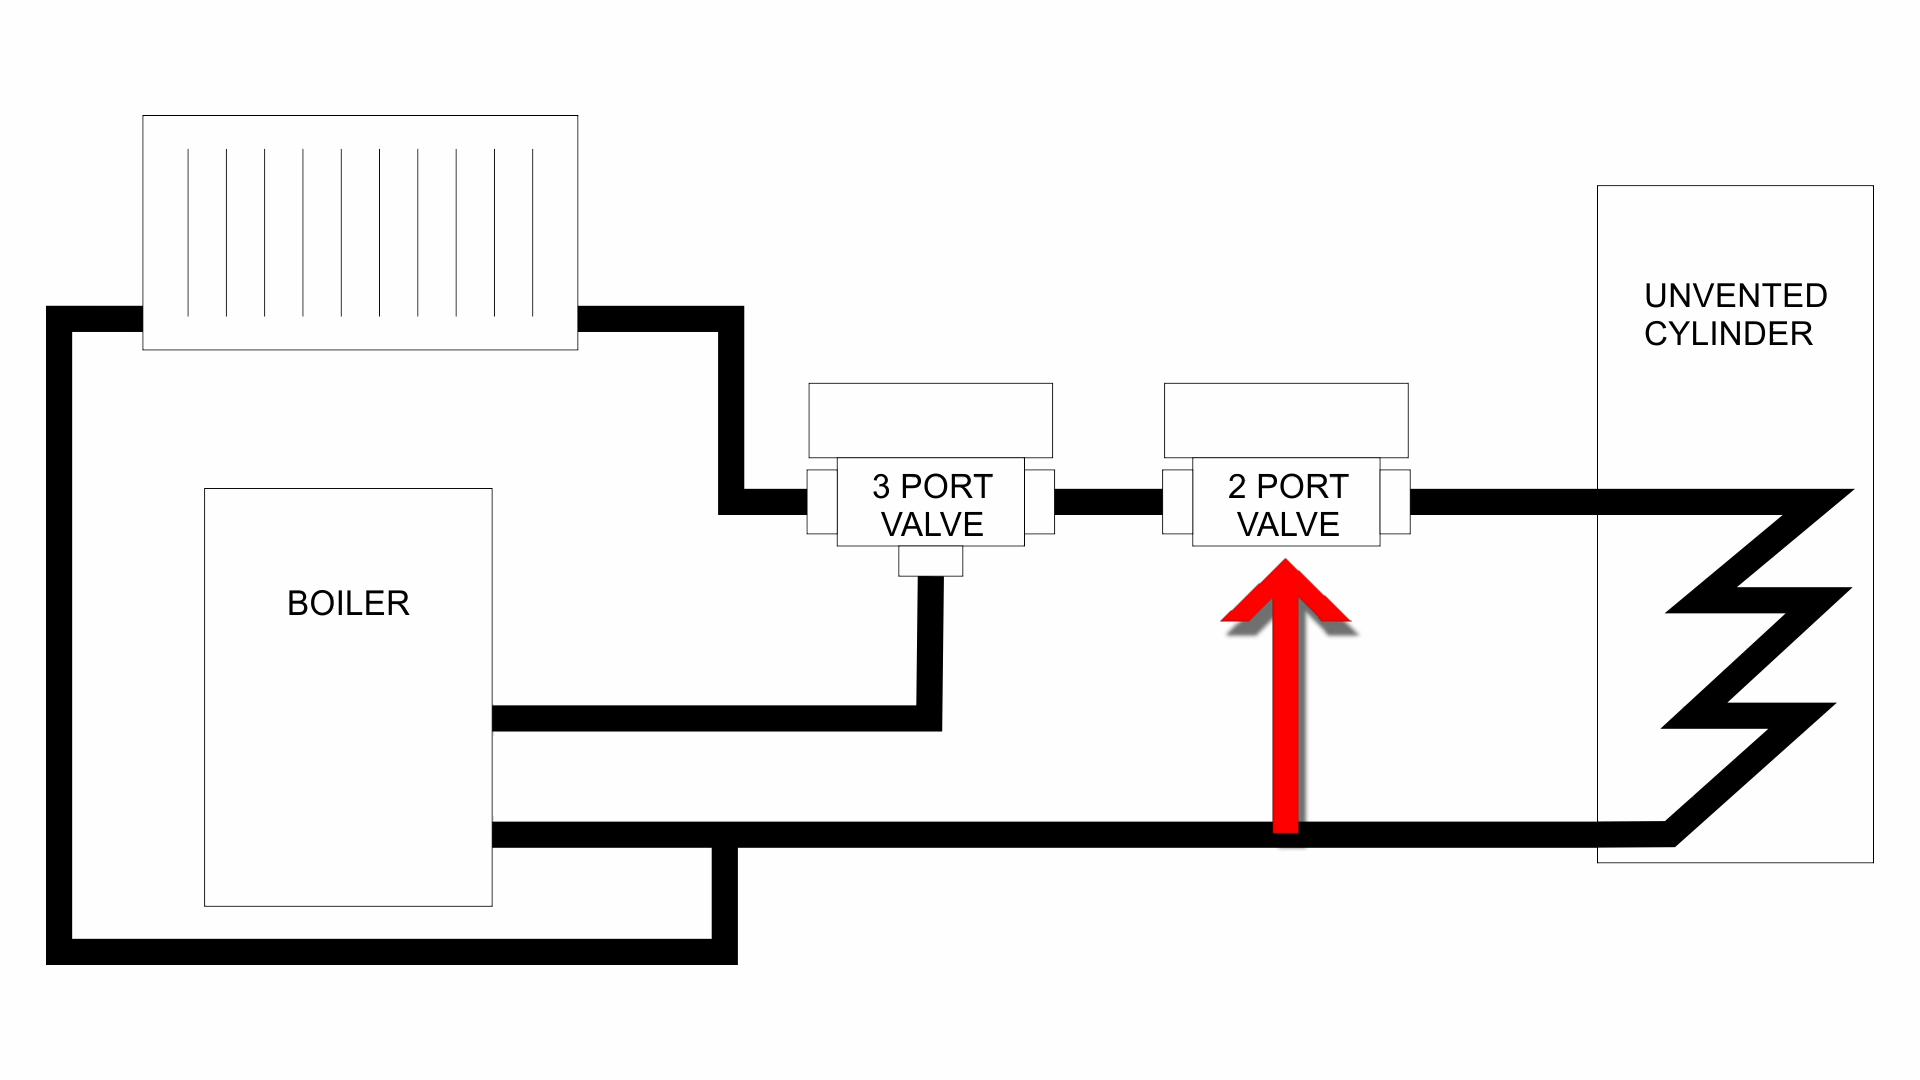 UNVENTED
CYLINDER
3 PORT
VALVE
2 PORT
VALVE
BOILER